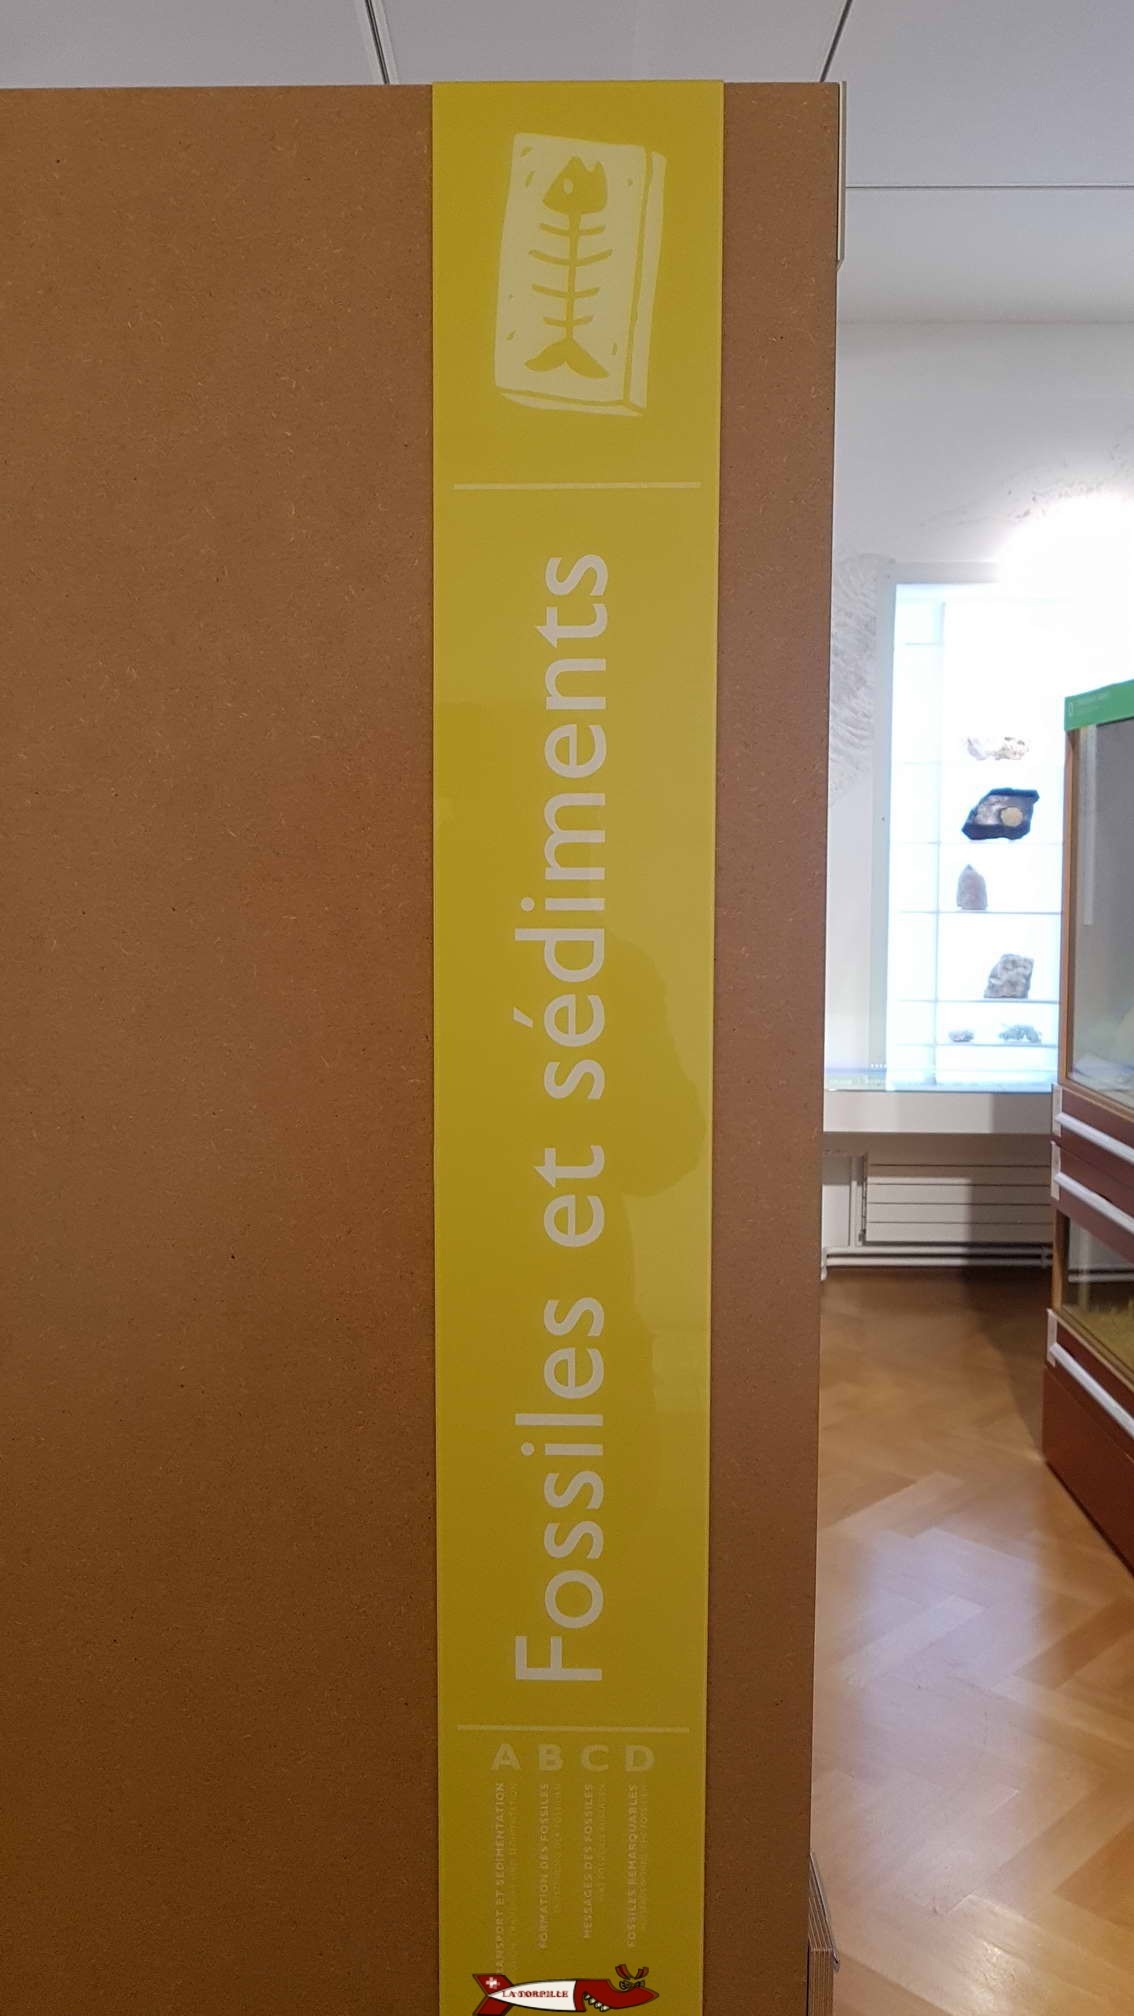 Fossiles et sédiments
A B C D
TRANSPORT ET SÉDIMENTATION
FORMATION DES FOSSILES
MESSAGES DES FOSSILES
FOSSILES REMARQUABLES
LA TORPILLE